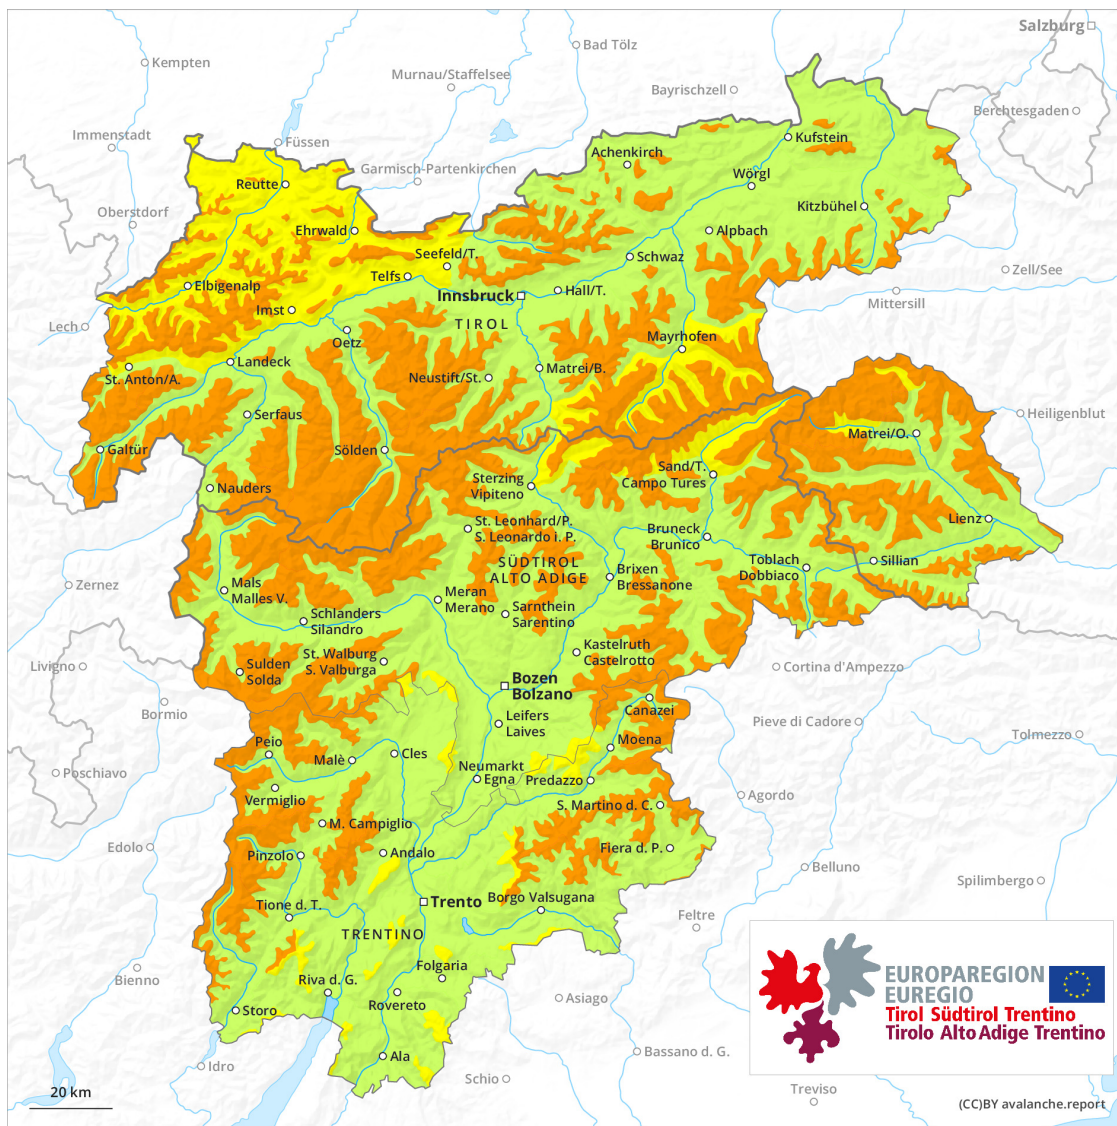 Salzburg
Bad Tölz
Kempten
Murnau/Staffelsee
Bayrischzell
Berchtesgaden
Immenstadt
Füssen
Kufstein
Achenkirch
Garmisch-Partenkirchen
Wörgl
Reutte
Oberstdorf
Kitzbühel
Ehrwald
Alpbach
Seefeld/T.
Schwaz
Zell/See
Telfs
Elbigenalp
Innsbruck
Hall/T.
Mittersill
Imst
TIROL
Lech
Mayrhofen
Oetz
Landeck
Matrei/B.
St. Anton/A.
Neustift/St.
Serfaus
Heiligenblut
Matrei/O.
Galtür
Sölden
Sand/T.
Campo Tures
Sterzing
Vipiteno
Nauders
Lienz
St. Leonhard/P.
S. Leonardo i. P.
Bruneck
Brunico
SÜDTIROL
ALTO ADIGE
Toblach
Dobbiaco
Sillian
Brixen
Bressanone
Zernez
Mals
Malles V.
Meran
Merano
Schlanders
Silandro
Sarnthein
Sarentino
Kastelruth
Castelrotto
St. Walburg
S. Valburga
Livigno
Sulden
Solda
Cortina d'Ampezzo
Bozen
Bolzano
Bormio
Canazei
Leifers
Laives
Pieve di Cadore
Tolmezzo
Peio
Moena
Cles
Malè
Poschiavo
Neumarkt
Egna
Predazzo
Vermiglio
Agordo
S. Martino d. C.
M. Campiglio
Edolo
Pinzolo
Andalo
Fiera d. P.
Belluno
Spilimbergo
Borgo Valsugana
Trento
Tione d. T.
Feltre
TRENTINO
Bienno
Folgaria
Riva d. G.
Rovereto
Asiago
Storo
EUROPAREGION
EUREGIO
Tirol Südtirol Trentino
Tirolo Alto Adige Trentino
Ala
Bassano d. G.
Idro
Schio
Treviso
20 km
(CC)BY avalanche.report